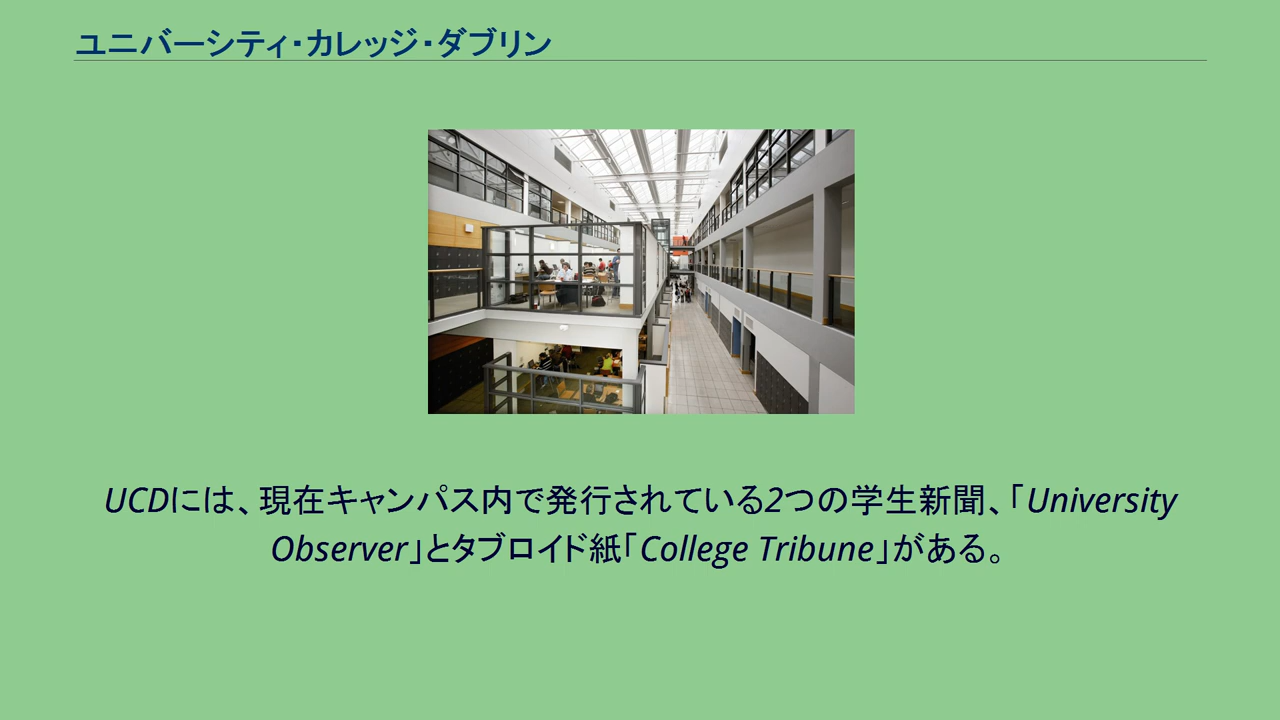 ユニバーシティ・カレッジ・ダブリン
UCDには、現在キャンパス内で発行されている2つの学生新聞、「University
Observer」とタブロイド紙「College Tribune」がある。